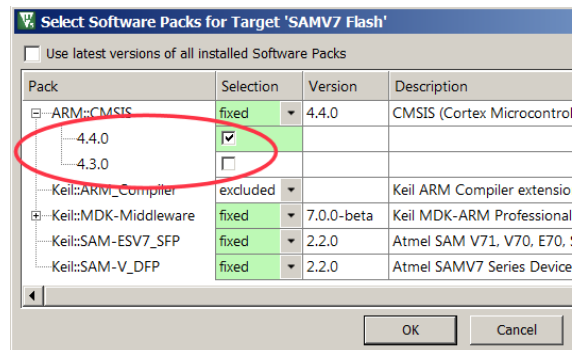 Select Software Packs for Target 'SAMV7 Flash'
Use latest versions of all installed Software Packs
Pack Selection Version Description
ARM::CMSIS fixed 4.4.0 CMSIS (Cortex Microcontrol
4.4.0
4.3.0
Keil::ARM_Compiler excluded Keil ARM Compiler extensio
Keil::MDK-Middleware fixed 7.0.0-beta Keil MDK-ARM Professional
Keil::SAM-ESV7_SFP fixed 2.2.0 Atmel SAM V71, V70, E70, S
Keil::SAM-V_DFP fixed 2.2.0 Atmel SAMV7 Series Device
OK Cancel